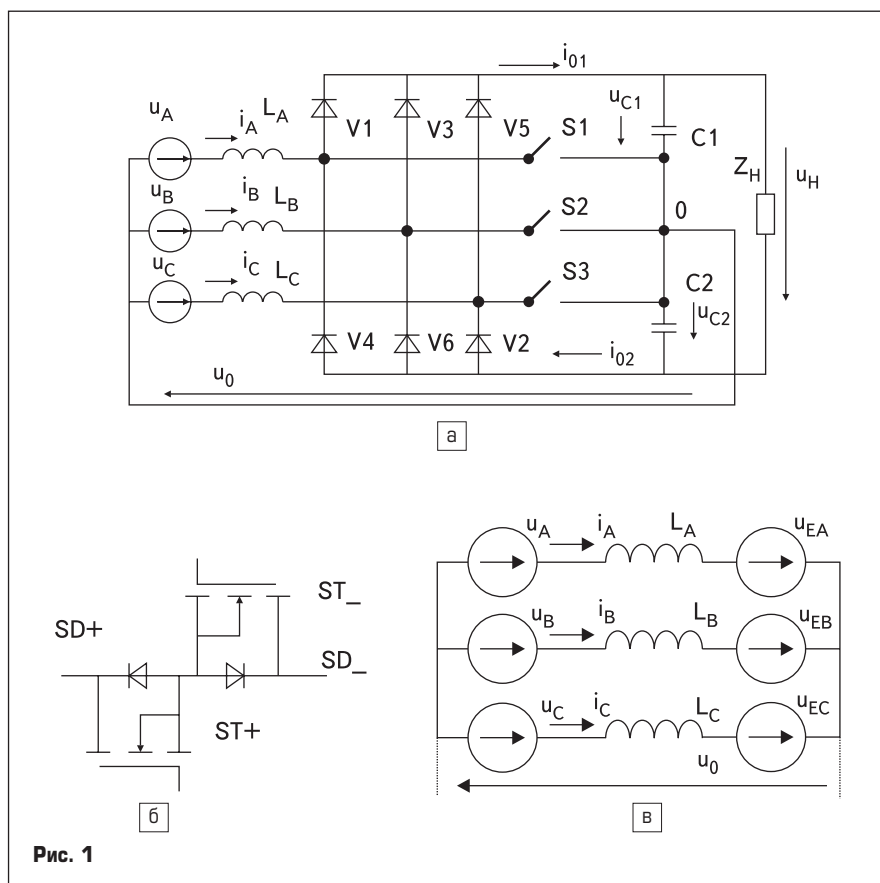 i01
uA
iA
LA
V1
V3
V5
S1
uC1
C1
ZH
uH
uB
iB
LB
S2
0
uC
iC
LC
S3
C2
uC2
V4
V6
V2
i02
u0
а
SD+
ST_
SD_
ST+
б
uA
iA
LA
uEA
uB
iB
LB
uEB
uC
iC
LC
uEC
u0
в
Рис. 1